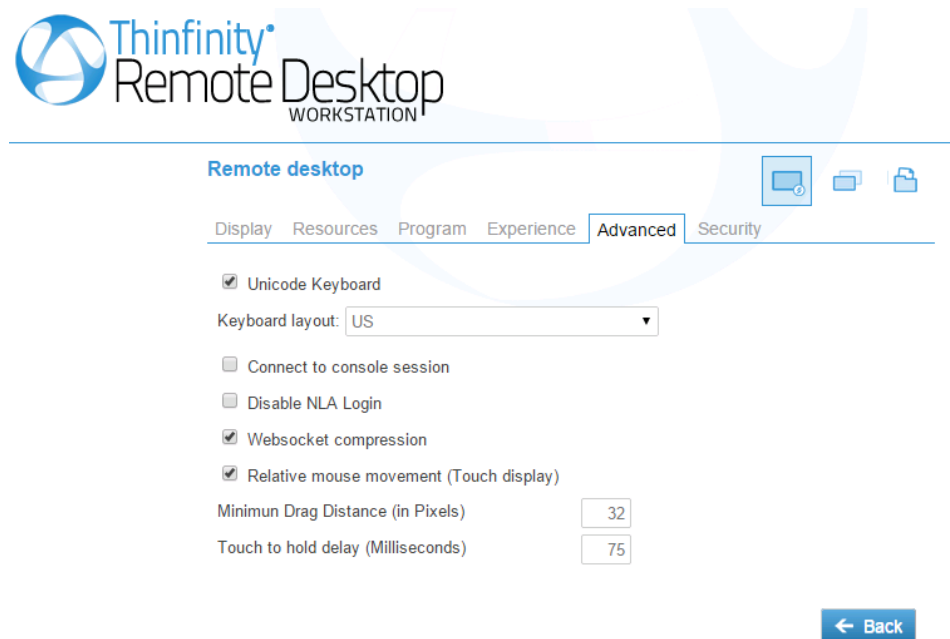 Thinfinity®
Remote Desktop
WORKSTATION
Remote desktop
Display Resources Program Experience Advanced Security
Unicode Keyboard
Keyboard layout: US
Connect to console session
Disable NLA Login
Websocket compression
Relative mouse movement (Touch display)
Minimun Drag Distance (in Pixels) 32
Touch to hold delay (Milliseconds) 75
Back